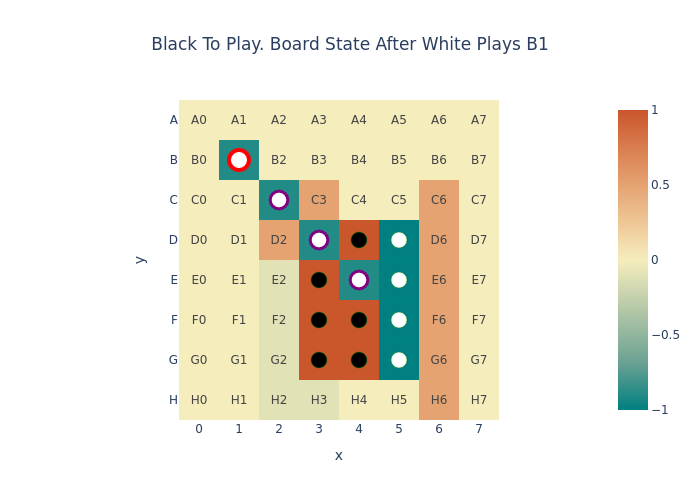 Black To Play. Board State After White Plays B1
A A0 A1 A2 A3 A4 A5 A6 A7
B B0 B2 B3 B4 B5 B6 B7
C C0 C1 C3 C4 C5 C6 C7
D D0 D1 D2 D6 D7
E E0 E1 E2 E6 E7
F F0 F1 F2 F6 F7
G G0 G1 G2 G6 G7
H H0 H1 H2 H3 H4 H5 H6 H7
0 1 2 3 4 5 6 7
x
y
1
0.5
0
−0.5
−1